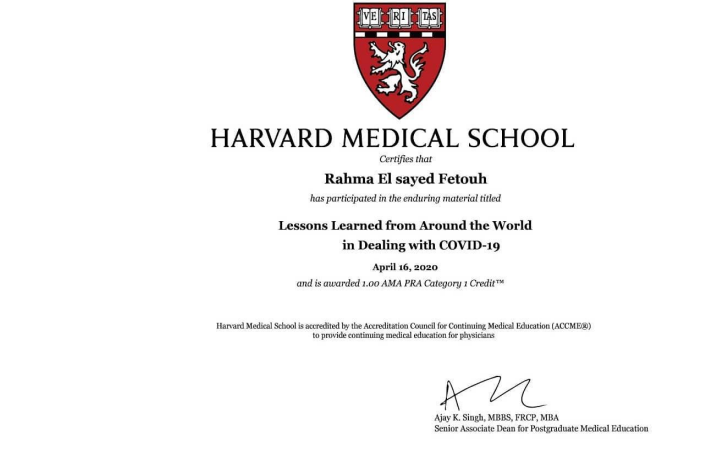 VE RI TAS
HARVARD MEDICAL SCHOOL
Certifies that
Rahma El sayed Fetouh
has participated in the enduring material titled
Lessons Learned from Around the World
in Dealing with COVID-19
April 16, 2020
and is awarded 1.00 AMA PRA Category 1 Credit™
Harvard Medical School is accredited by the Accreditation Council for Continuing Medical Education (ACCME®)
to provide continuing medical education for physicians
Ajay K. Singh, MBBS, FRCP, MBA
Senior Associate Dean for Postgraduate Medical Education